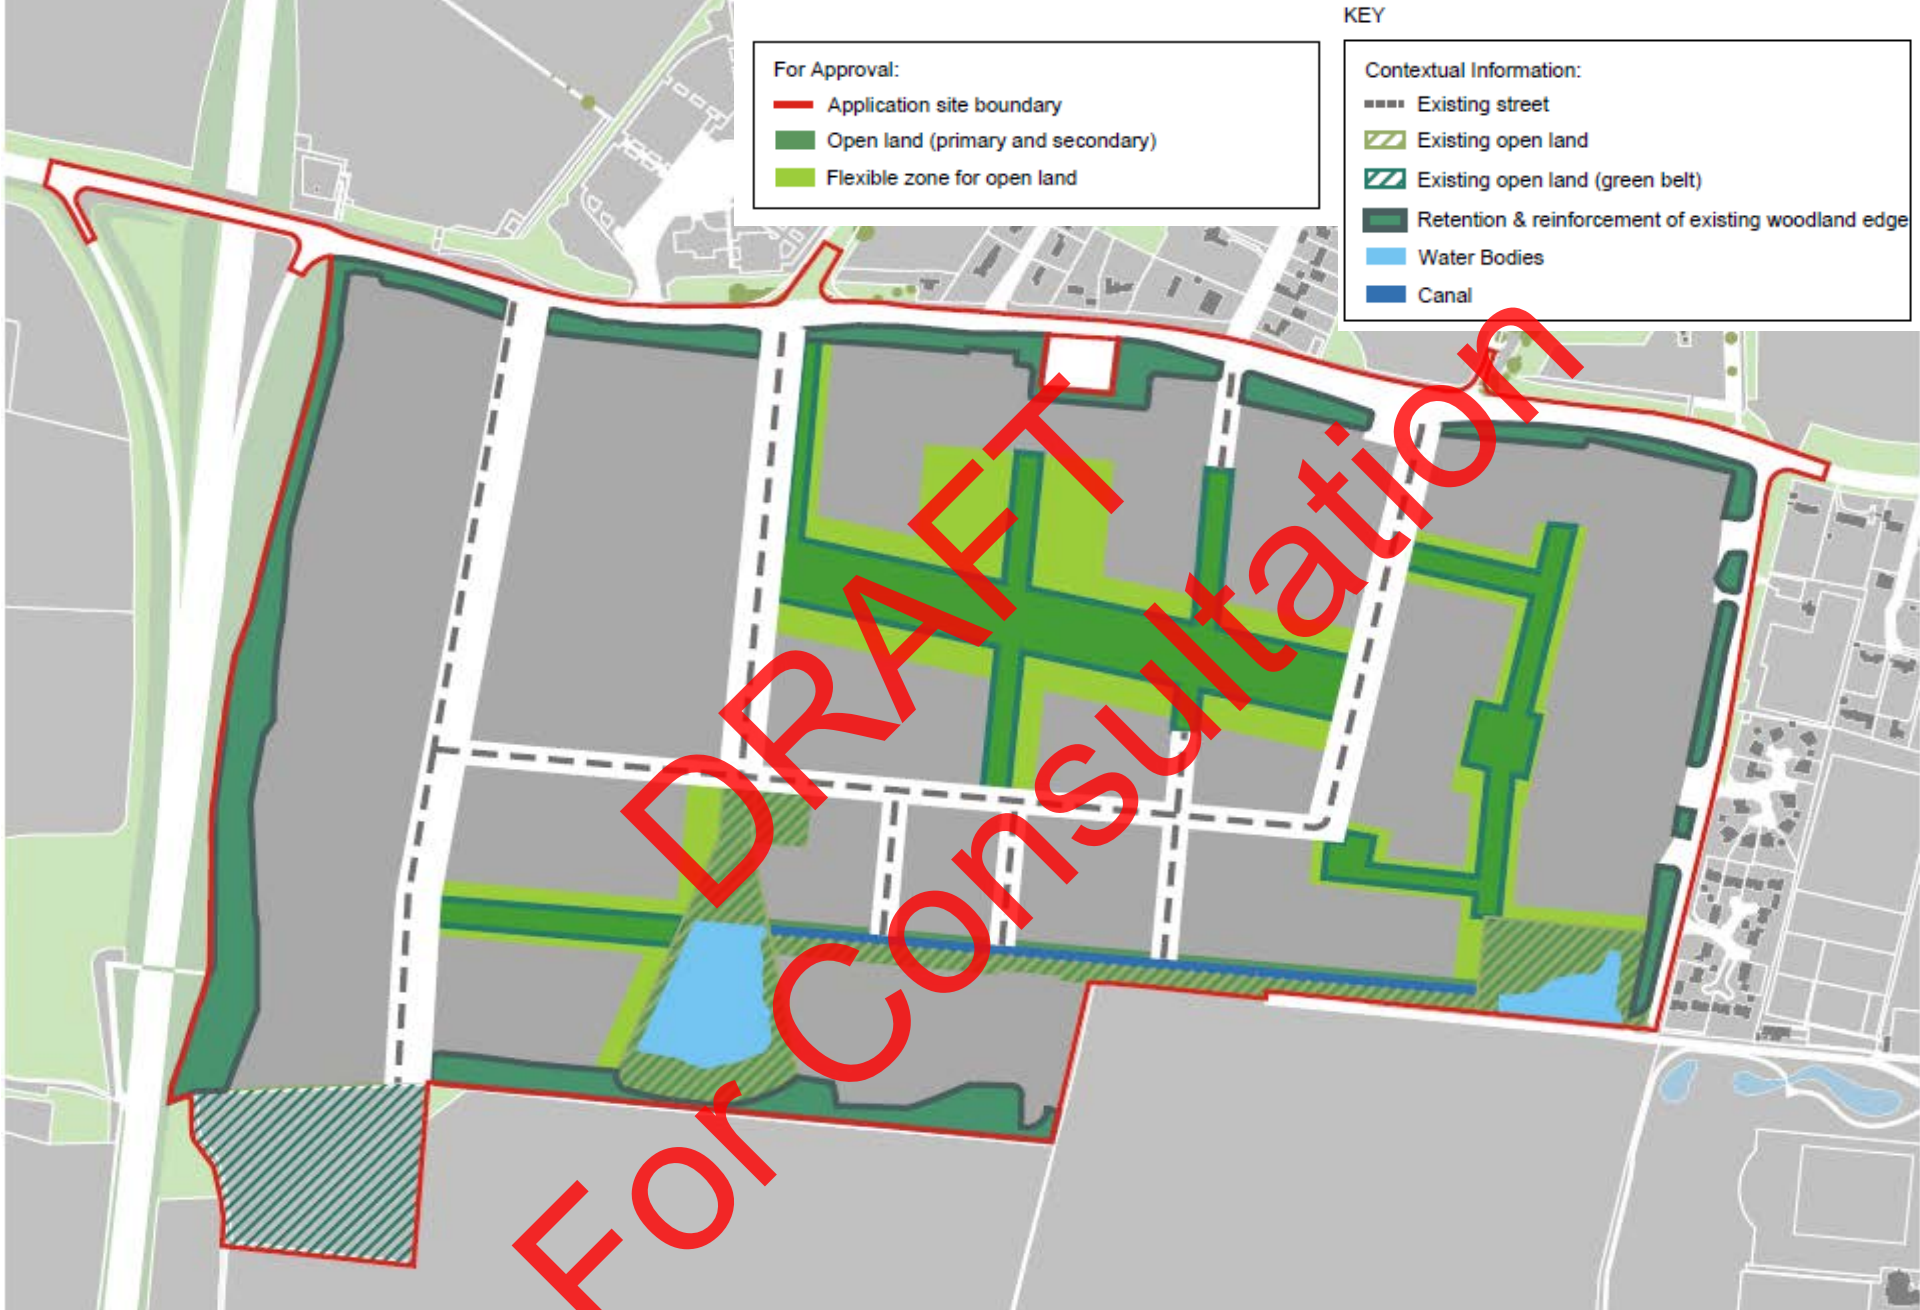 KEY
For Approval:
Application site boundary
Open land (primary and secondary)
Flexible zone for open land
Contextual Information:
Existing street
Existing open land
Existing open land (green belt)
Retention & reinforcement of existing woodland edge
Water Bodies
Canal
DRAFT
For Consultation